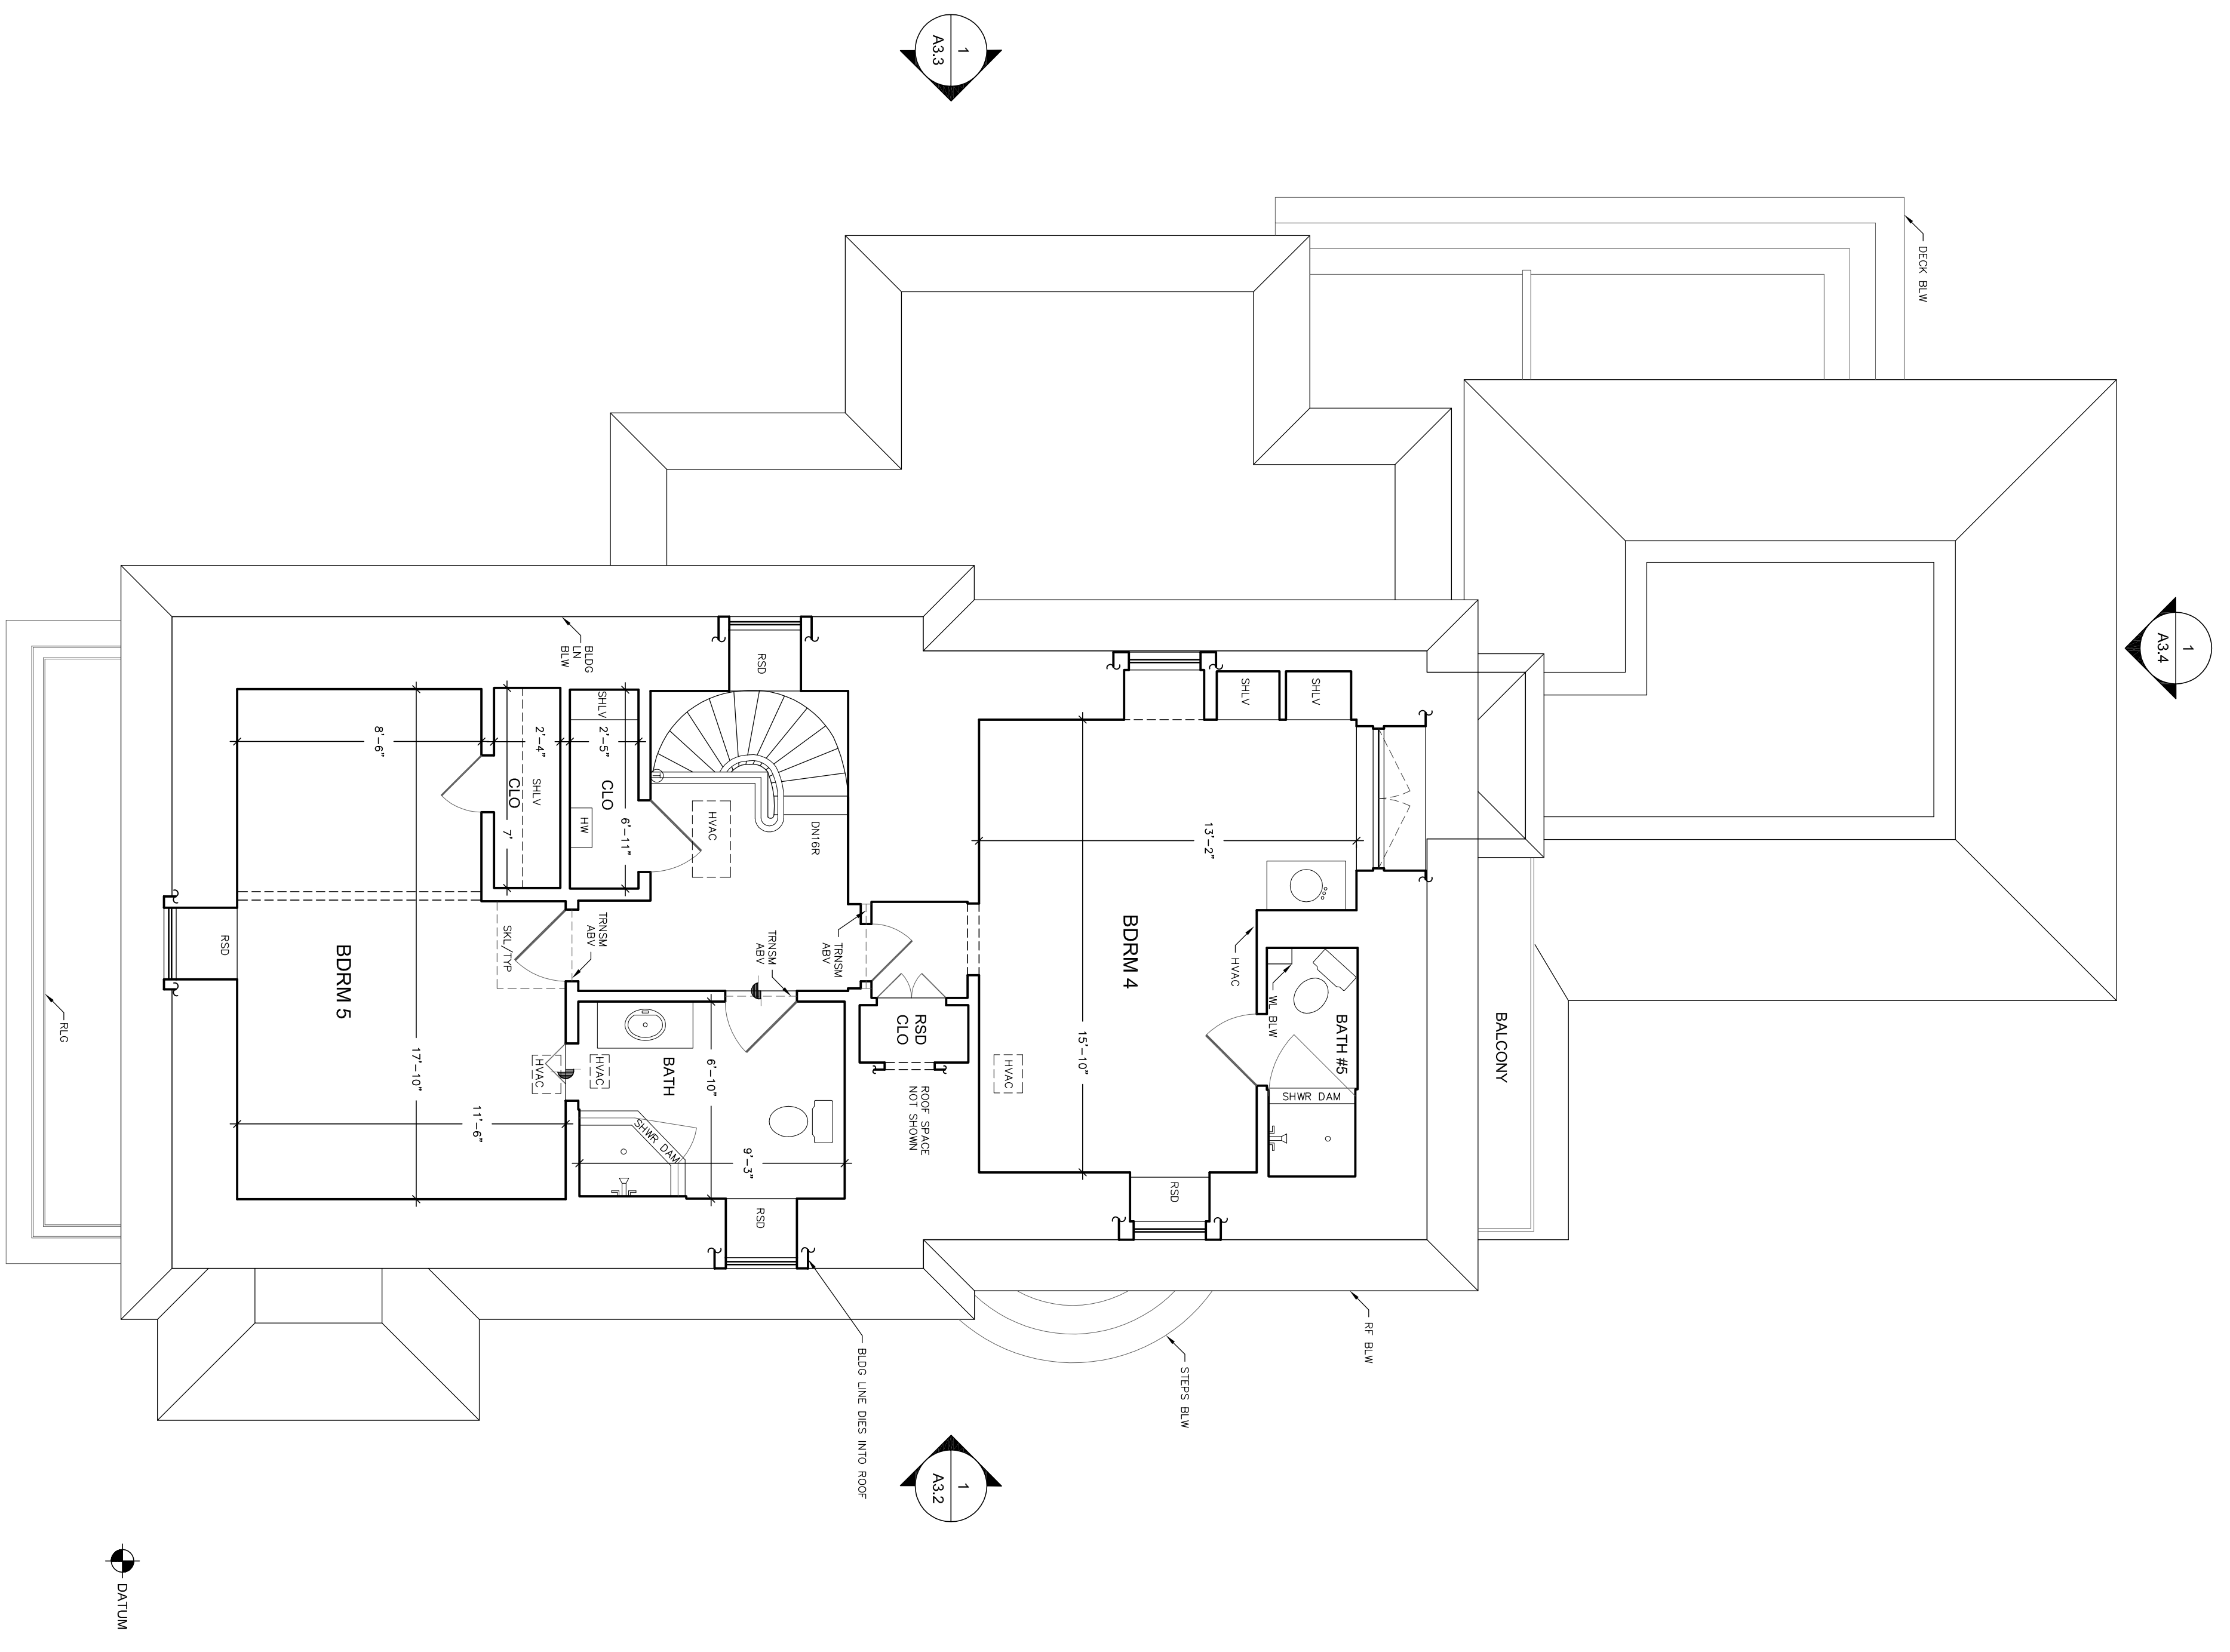 1
A3.3
DECK BLW
1
A3.4
BLDG
LN
BLW
RSD
SHLV
SHLV
SHLV
8'-6"
2'-4"
2'-5"
CLO
SHLV
CLO
HW
7'
6'-11"
HVAC
DN16R
13'-2"
TRNSM
ABV
SKL/TYP
TRNSM
ABV
TRNSM
ABV
RSD
BDRM 5
BDRM 4
HVAC
WL BLW
BATH #5
BALCONY
RLG
RSD
CLO
17'-10"
HVAC
HVAC
BATH
6'-10"
15'-10"
HVAC
ROOF SPACE
NOT SHOWN
SHWR DAM
11'-6"
SHWR DAM
9'-3"
RSD
RSD
BLDG LINE DIES INTO ROOF
STEPS BLW
RF BLW
1
A3.2
DATUM